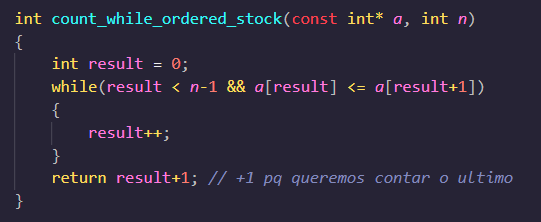 int count_while_ordered_stock(const int* a, int n)
{
    int result = 0;
    while(result < n-1 && a[result] <= a[result+1])
    {
        result++;
    }
    return result+1; // +1 pq queremos contar o ultimo
}